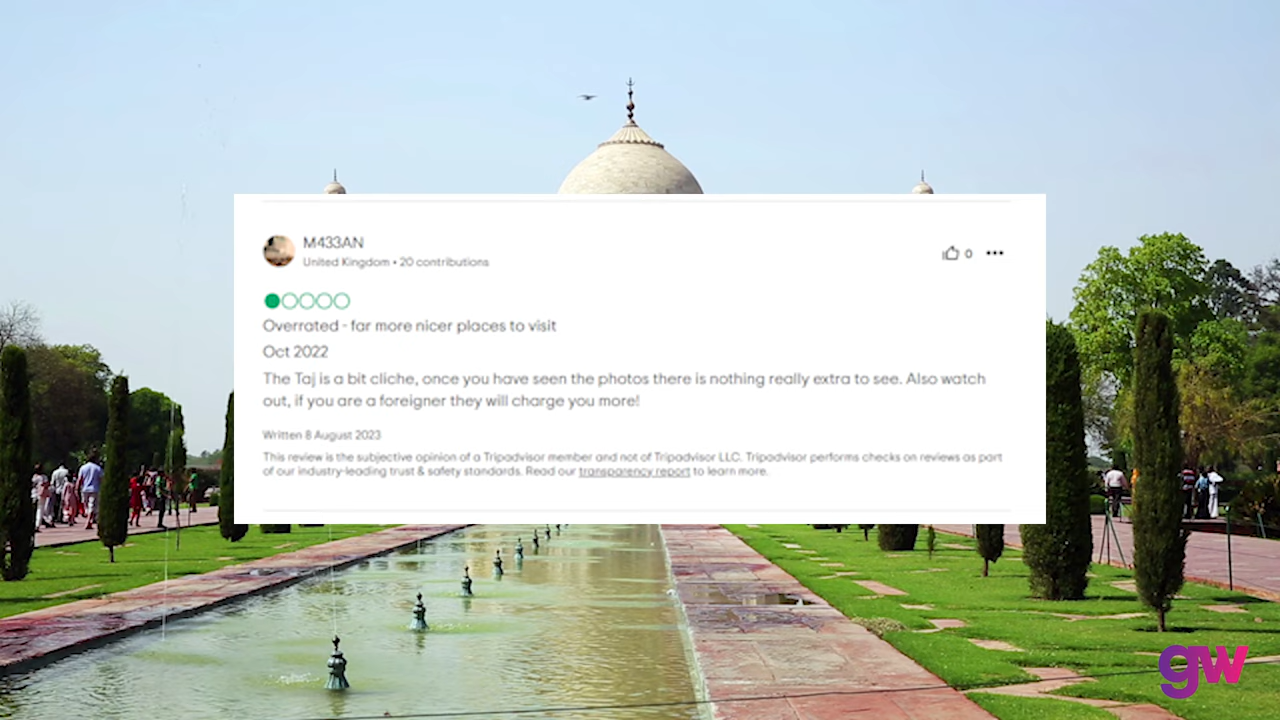 M433AN
United Kingdom • 20 contributions
0
Overrated - far more nicer places to visit
Oct 2022
The Taj is a bit cliche, once you have seen the photos there is nothing really extra to see. Also watch
out, if you are a foreigner they will charge you more!
Written 8 August 2023
This review is the subjective opinion of a Tripadvisor member and not of Tripadvisor LLC. Tripadvisor performs checks on reviews as part
of our industry-leading trust & safety standards. Read our transparency report to learn more.
gw